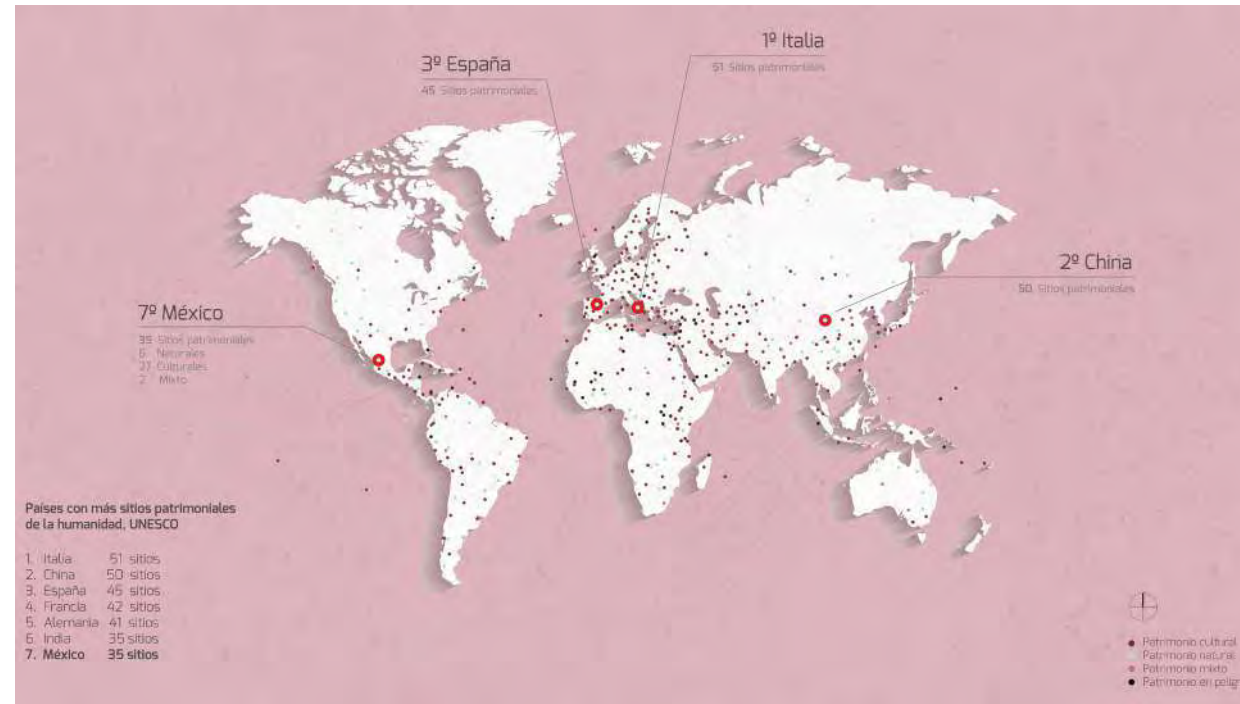 1º Italia
51 Sitios patrimoniales
3º España
45 Sitios patrimoniales
2º China
50 Sitios patrimoniales
7º México
35 Sitios patrimoniales
6 Naturales
27 Culturales
2 Mixto
Países con más sitios patrimoniales
de la humanidad, UNESCO
1. Italia 51 sitios
2. China 50 sitios
3. España 45 sitios
4. Francia 42 sitios
5. Alemania 41 sitios
6. India 35 sitios
7. México 35 sitios
Patrimonio cultural
Patrimonio natural
Patrimonio mixto
Patrimonio en